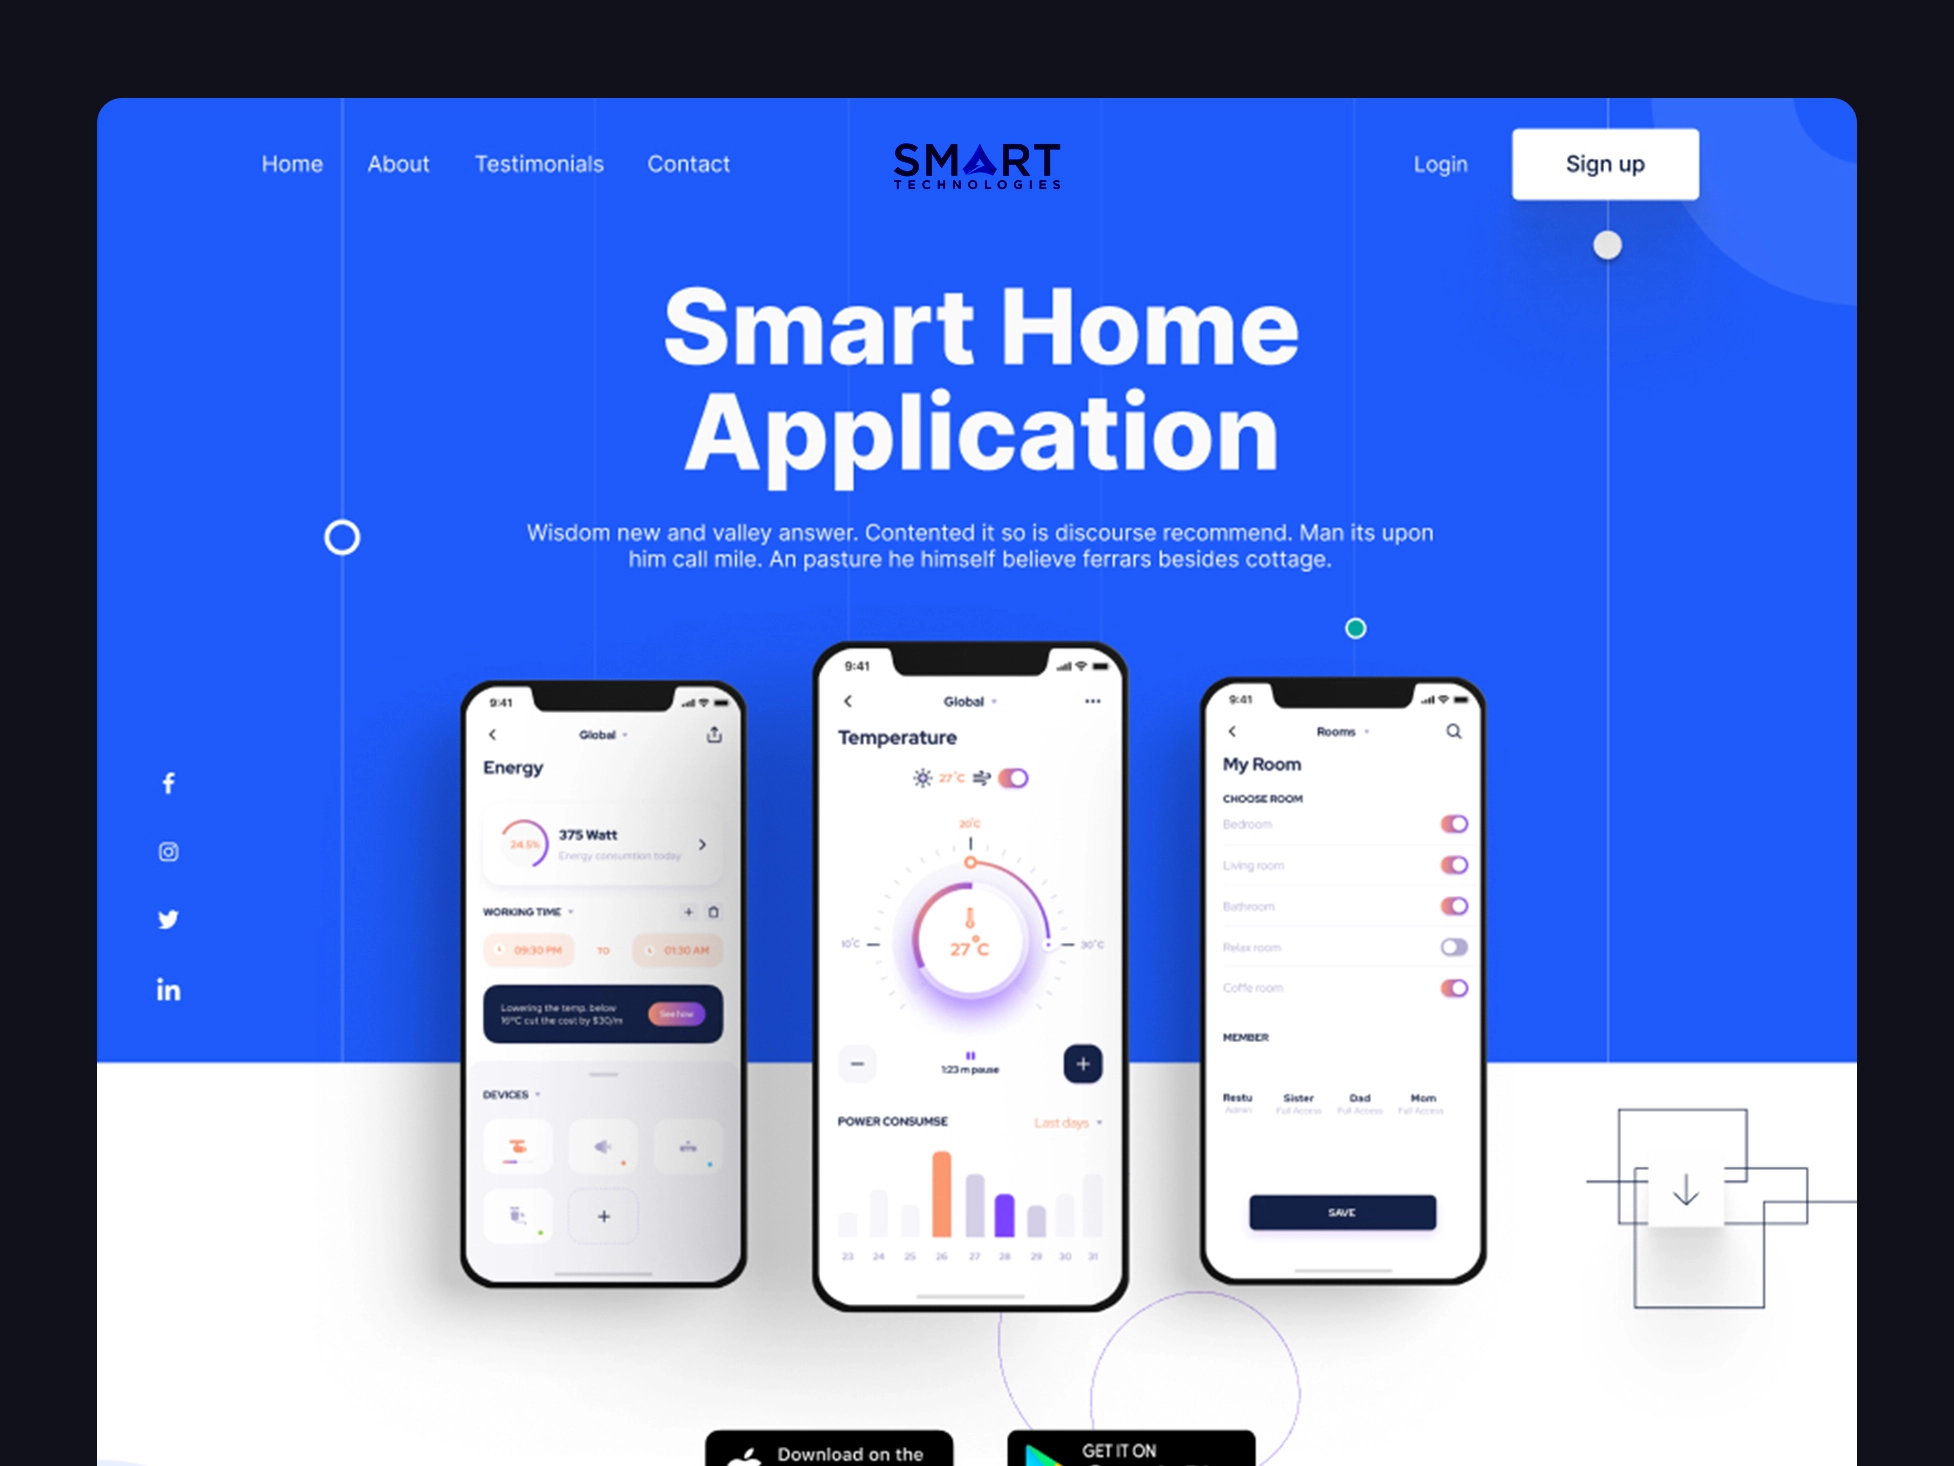 Home About Testimonials Contact
SMART
TECHNOLOGIES
Login
Sign up
Smart Home
Application
Wisdom new and valley answer. Contented it so is discourse recommend. Man its upon
him call mile. An pasture he himself believe ferrars besides cottage.
9:41
Global
Energy
24.5%
375 Watt
Energy consumtion today
WORKING TIME
09:30 PM
TO
01:30 AM
Lowering the temp. below
16°C cut the cost by $30/m
See how
DEVICES
9:41
Global
Temperature
27°C
20°C
10°C
30°C
27°C
1:23 m pause
POWER CONSUMSE
Last days
23 24 25 26 27 28 29 30 31
9:41
Rooms
My Room
CHOOSE ROOM
Bedroom
Living room
Bathroom
Relax room
Coffe room
MEMBER
Restu Sister Dad Mom
Admin Full Access Full Access Full Access
SAVE
f
in
Download on the
GET IT ON